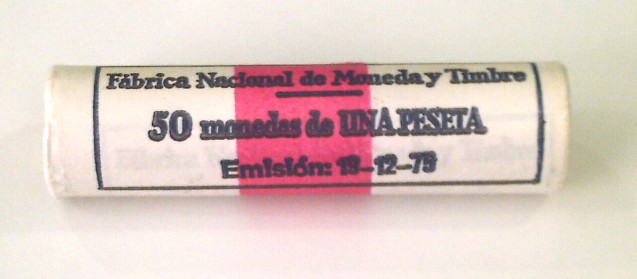 Fábrica Nacional de Moneda y Timbre
50 monedas de UNA PESETA
Emisión: 19-12-75